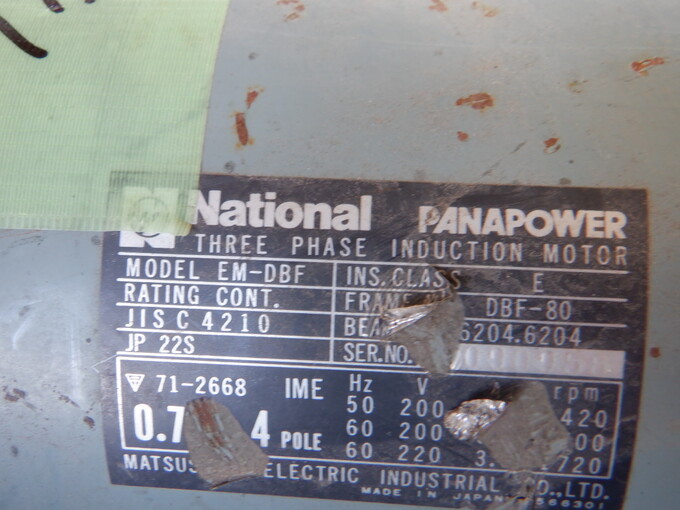 National PANAPOWER
THREE PHASE INDUCTION MOTOR
MODEL EM-DBF INS. CLASS E
RATING CONT. DBF-80
JIS C 4210 6204.6204
JP 22S SER.NO.
71-2668 IME Hz V rpm
50 200
4 POLE 60 200
60 220
ELECTRIC INDUSTRIAL CO.,LTD.
MADE IN JAPAN